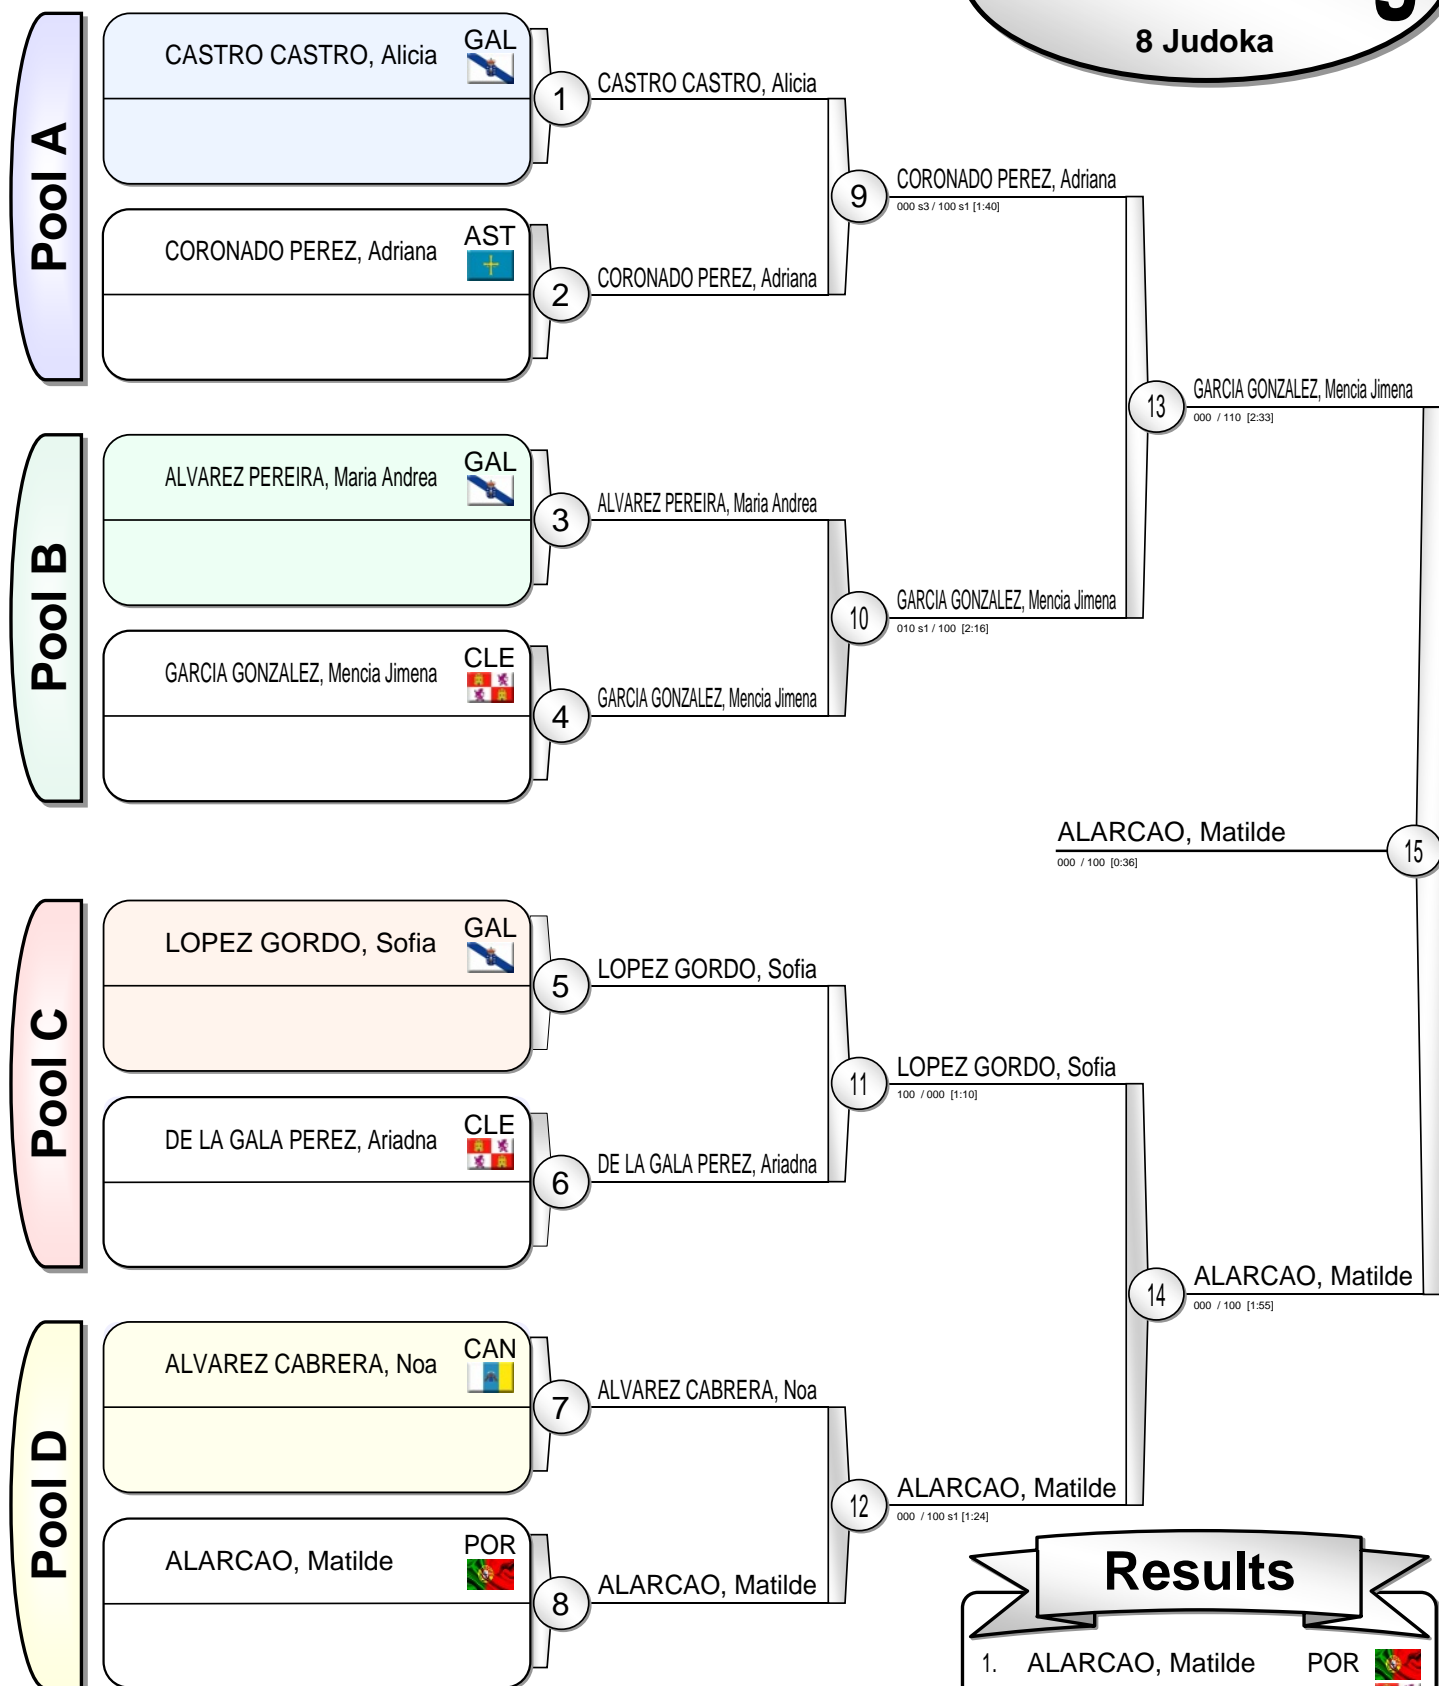 8 Judoka
Pool A
CASTRO CASTRO, Alicia GAL
CORONADO PEREZ, Adriana AST
1
CASTRO CASTRO, Alicia
2
CORONADO PEREZ, Adriana
9
CORONADO PEREZ, Adriana
000 s3 / 100 s1 [1:40]
Pool B
ALVAREZ PEREIRA, Maria Andrea GAL
GARCIA GONZALEZ, Mencia Jimena CLE
3
ALVAREZ PEREIRA, Maria Andrea
4
GARCIA GONZALEZ, Mencia Jimena
10
GARCIA GONZALEZ, Mencia Jimena
010 s1 / 100 [2:16]
13
GARCIA GONZALEZ, Mencia Jimena
000 / 110 [2:33]
ALARCAO, Matilde
000 / 100 [0:36]
15
Pool C
LOPEZ GORDO, Sofia GAL
DE LA GALA PEREZ, Ariadna CLE
5
LOPEZ GORDO, Sofia
6
DE LA GALA PEREZ, Ariadna
11
LOPEZ GORDO, Sofia
100 / 000 [1:10]
Pool D
ALVAREZ CABRERA, Noa CAN
ALARCAO, Matilde POR
7
ALVAREZ CABRERA, Noa
8
ALARCAO, Matilde
12
ALARCAO, Matilde
000 / 100 s1 [1:24]
14
ALARCAO, Matilde
000 / 100 [1:55]
Results
1. ALARCAO, Matilde POR